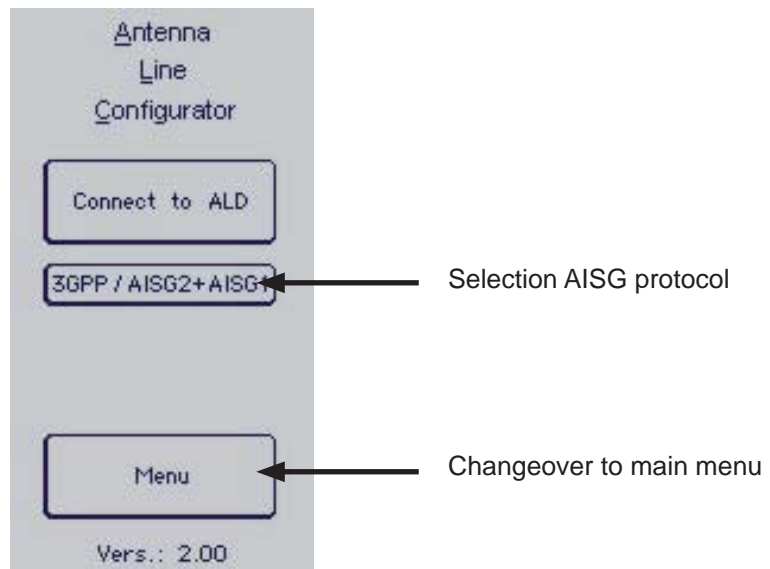 Antenna
Line
Configurator
Connect to ALD
3GPP / AISG2+AISG1
Selection AISG protocol
Menu
Changeover to main menu
Vers.: 2.00